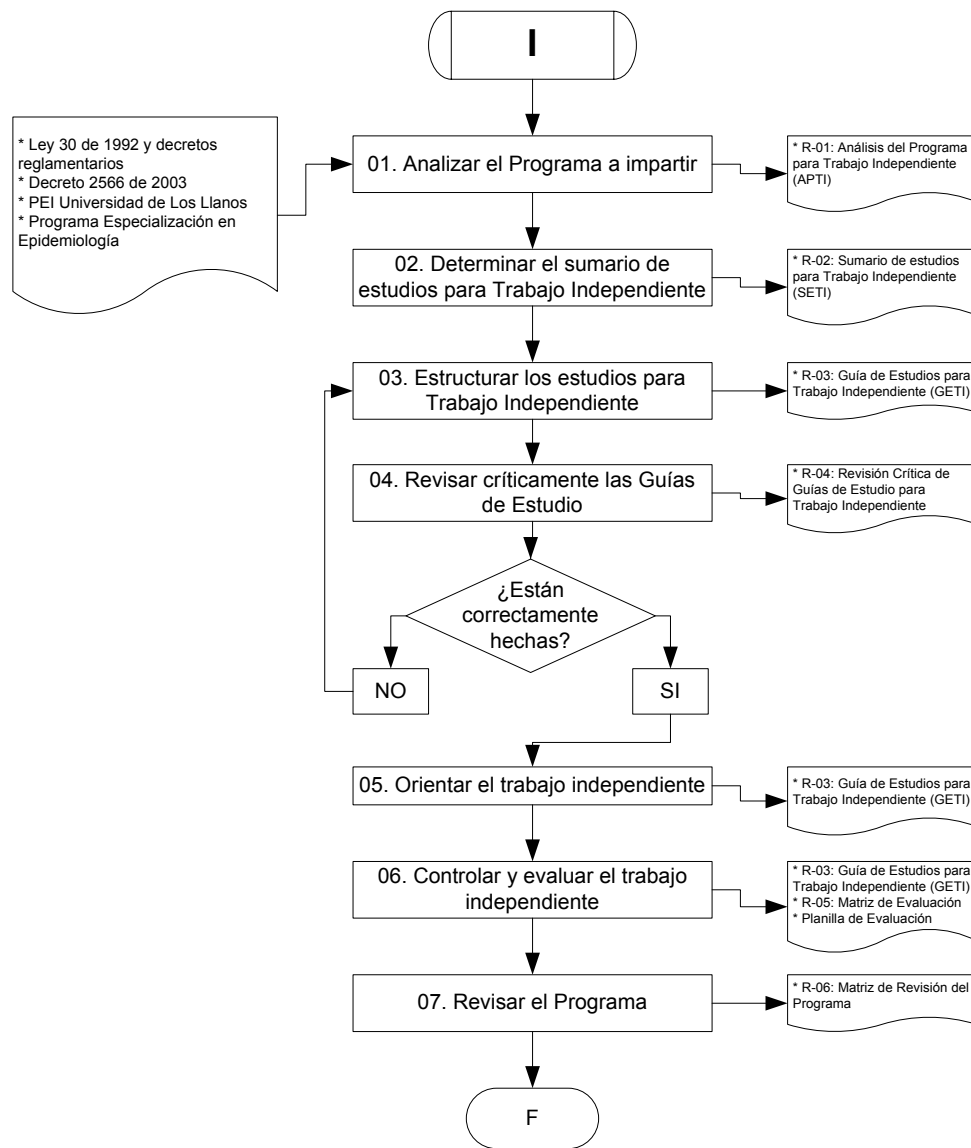 I
* Ley 30 de 1992 y decretos
reglamentarios
* Decreto 2566 de 2003
* PEI Universidad de Los Llanos
* Programa Especialización en
Epidemiología
01. Analizar el Programa a impartir
* R-01: Análisis del Programa
para Trabajo Independiente
(APTI)
02. Determinar el sumario de
estudios para Trabajo Independiente
* R-02: Sumario de estudios
para Trabajo Independiente
(SETI)
03. Estructurar los estudios para
Trabajo Independiente
* R-03: Guía de Estudios para
Trabajo Independiente (GETI)
04. Revisar críticamente las Guías
de Estudio
* R-04: Revisión Crítica de
Guías de Estudio para
Trabajo Independiente
¿Están
correctamente
hechas?
NO
SI
05. Orientar el trabajo independiente
* R-03: Guía de Estudios para
Trabajo Independiente (GETI)
06. Controlar y evaluar el trabajo
independiente
* R-03: Guía de Estudios para
Trabajo Independiente (GETI)
* R-05: Matriz de Evaluación
* Planilla de Evaluación
07. Revisar el Programa
* R-06: Matriz de Revisión del
Programa
F